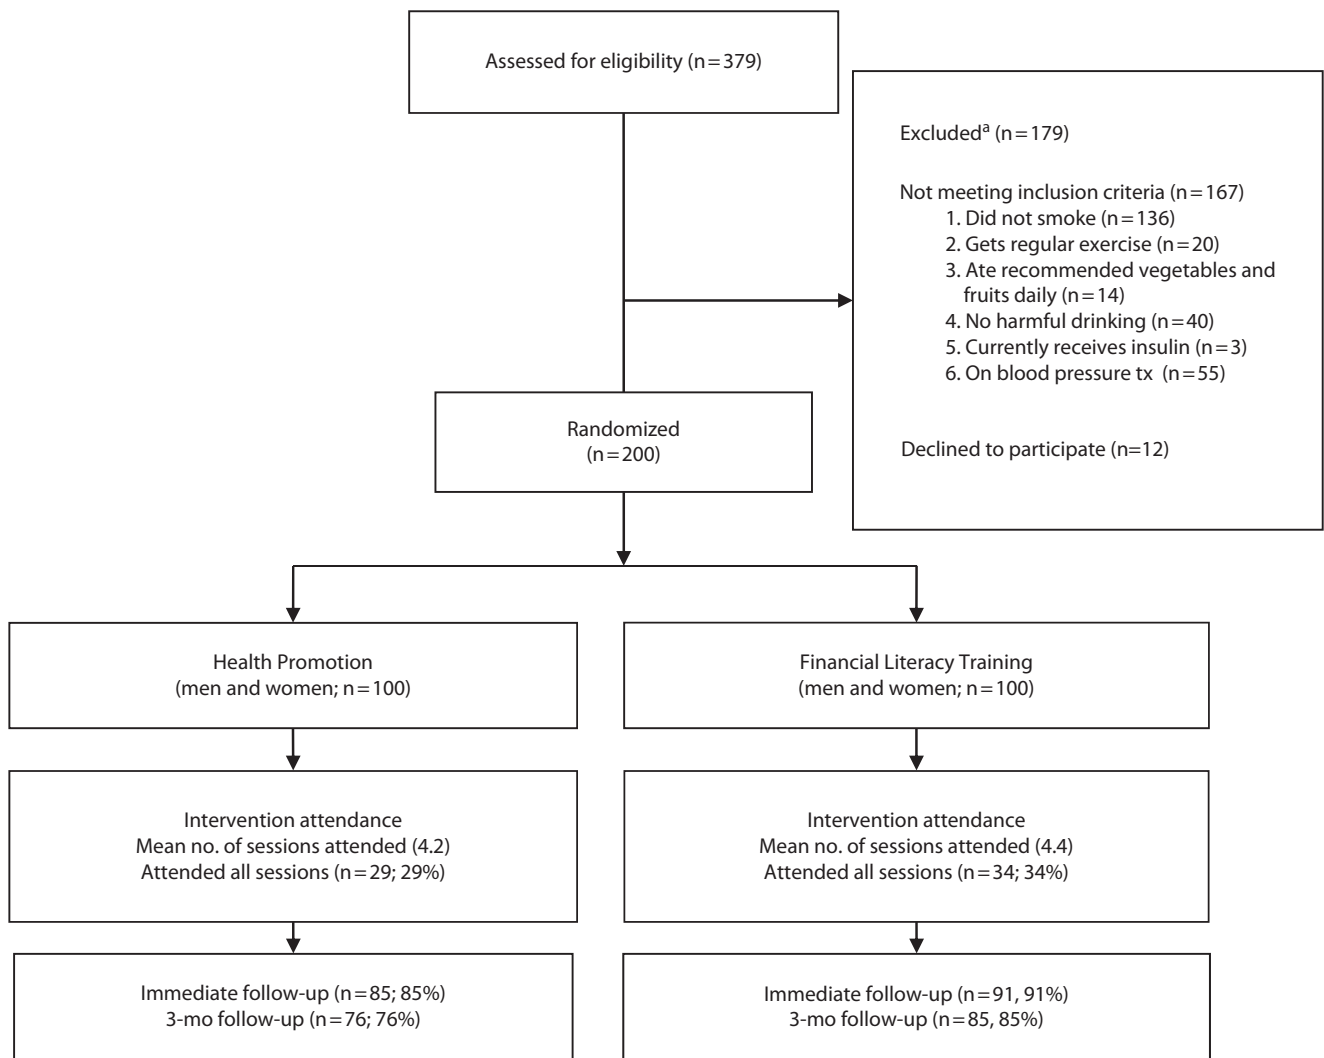 Assessed for eligibility (n=379)
Excludedª (n=179)
Not meeting inclusion criteria (n=167)
1. Did not smoke (n=136)
2. Gets regular exercise (n=20)
3. Ate recommended vegetables and
fruits daily (n=14)
4. No harmful drinking (n=40)
5. Currently receives insulin (n=3)
6. On blood pressure tx (n=55)
Declined to participate (n=12)
Randomized
(n=200)
Health Promotion
(men and women; n=100)
Financial Literacy Training
(men and women; n=100)
Intervention attendance
Mean no. of sessions attended (4.2)
Attended all sessions (n=29; 29%)
Intervention attendance
Mean no. of sessions attended (4.4)
Attended all sessions (n=34; 34%)
Immediate follow-up (n=85; 85%)
3-mo follow-up (n=76; 76%)
Immediate follow-up (n=91, 91%)
3-mo follow-up (n=85, 85%)